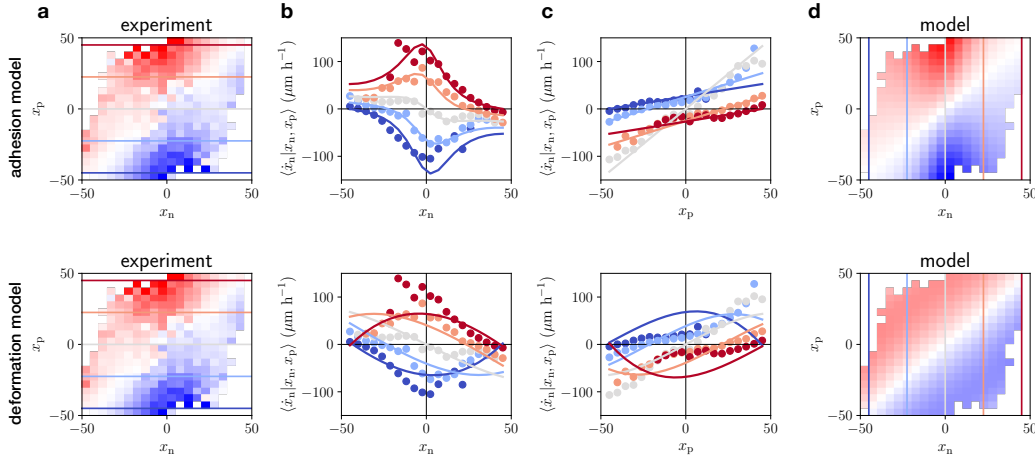 a
b
c
d
experiment
model
adhesion model
x_p
50
0
−50
−50
0
50
x_n
⟨ẋ_n|x_n, x_p⟩ (μm h⁻¹)
100
0
−100
−50
0
50
x_n
⟨ẋ_n|x_n, x_p⟩ (μm h⁻¹)
100
0
−100
−50
0
50
x_p
50
0
−50
−50
0
50
x_n
x_p
experiment
model
deformation model
x_p
50
0
−50
−50
0
50
x_n
⟨ẋ_n|x_n, x_p⟩ (μm h⁻¹)
100
0
−100
−50
0
50
x_n
⟨ẋ_n|x_n, x_p⟩ (μm h⁻¹)
100
0
−100
−50
0
50
x_p
50
0
−50
−50
0
50
x_n
x_p